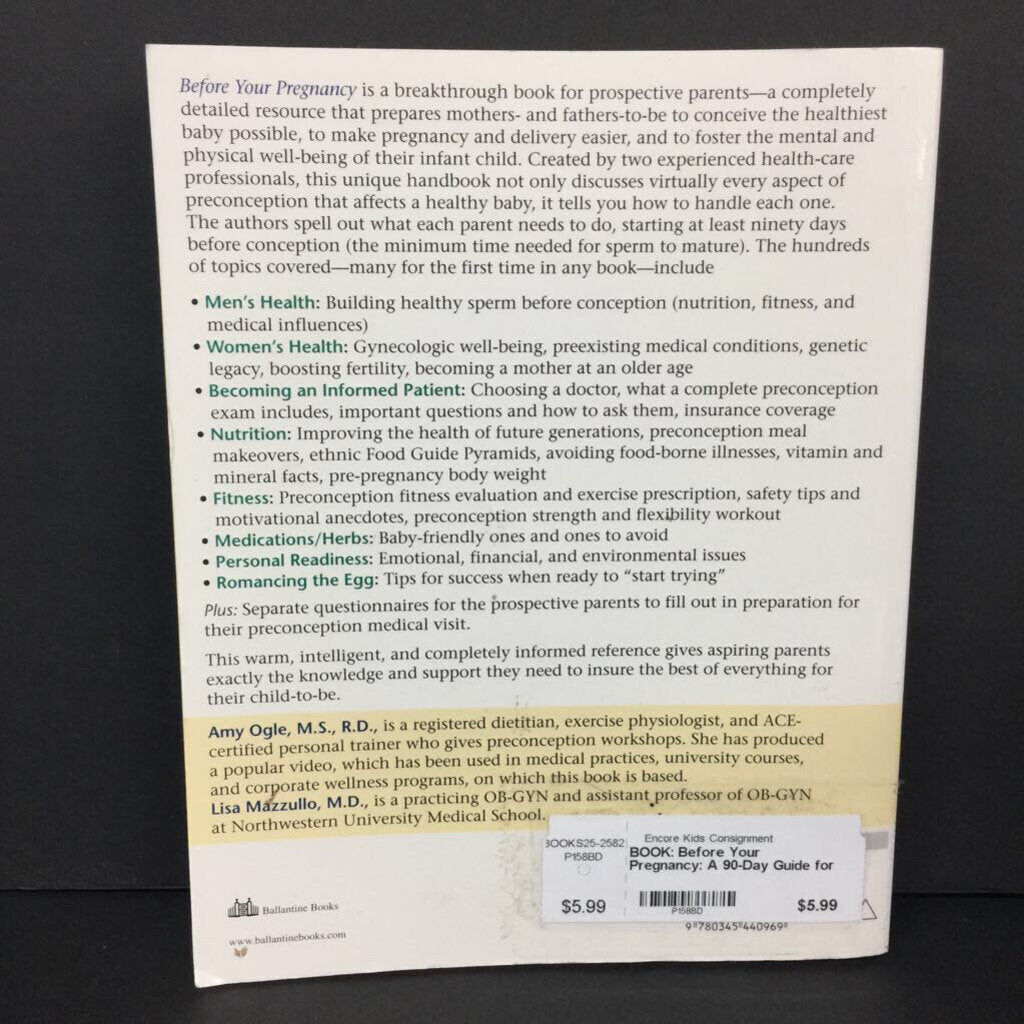 Before Your Pregnancy is a breakthrough book for prospective parents—a completely
detailed resource that prepares mothers- and fathers-to-be to conceive the healthiest
baby possible, to make pregnancy and delivery easier, and to foster the mental and
physical well-being of their infant child. Created by two experienced health-care
professionals, this unique handbook not only discusses virtually every aspect of
preconception that affects a healthy baby, it tells you how to handle each one.
The authors spell out what each parent needs to do, starting at least ninety days
before conception (the minimum time needed for sperm to mature). The hundreds
of topics covered—many for the first time in any book—include
• Men's Health: Building healthy sperm before conception (nutrition, fitness, and
medical influences)
• Women's Health: Gynecologic well-being, preexisting medical conditions, genetic
legacy, boosting fertility, becoming a mother at an older age
• Becoming an Informed Patient: Choosing a doctor, what a complete preconception
exam includes, important questions and how to ask them, insurance coverage
• Nutrition: Improving the health of future generations, preconception meal
makeovers, ethnic Food Guide Pyramids, avoiding food-borne illnesses, vitamin and
mineral facts, pre-pregnancy body weight
• Fitness: Preconception fitness evaluation and exercise prescription, safety tips and
motivational anecdotes, preconception strength and flexibility workout
• Medications/Herbs: Baby-friendly ones and ones to avoid
• Personal Readiness: Emotional, financial, and environmental issues
• Romancing the Egg: Tips for success when ready to "start trying"
Plus: Separate questionnaires for the prospective parents to fill out in preparation for
their preconception medical visit.
This warm, intelligent, and completely informed reference gives aspiring parents
exactly the knowledge and support they need to insure the best of everything for
their child-to-be.
Amy Ogle, M.S., R.D., is a registered dietitian, exercise physiologist, and ACE-
certified personal trainer who gives preconception workshops. She has produced
a popular video, which has been used in medical practices, university courses,
and corporate wellness programs, on which this book is based.
Lisa Mazzullo, M.D., is a practicing OB-GYN and assistant professor of OB-GYN
at Northwestern University Medical School.
Ballantine Books
www.ballantinebooks.com
BOOKS25-2582
P158BD
$5.99
Encore Kids Consignment
BOOK: Before Your
Pregnancy: A 90-Day Guide for
P158BD
$5.99
9 780345 440969